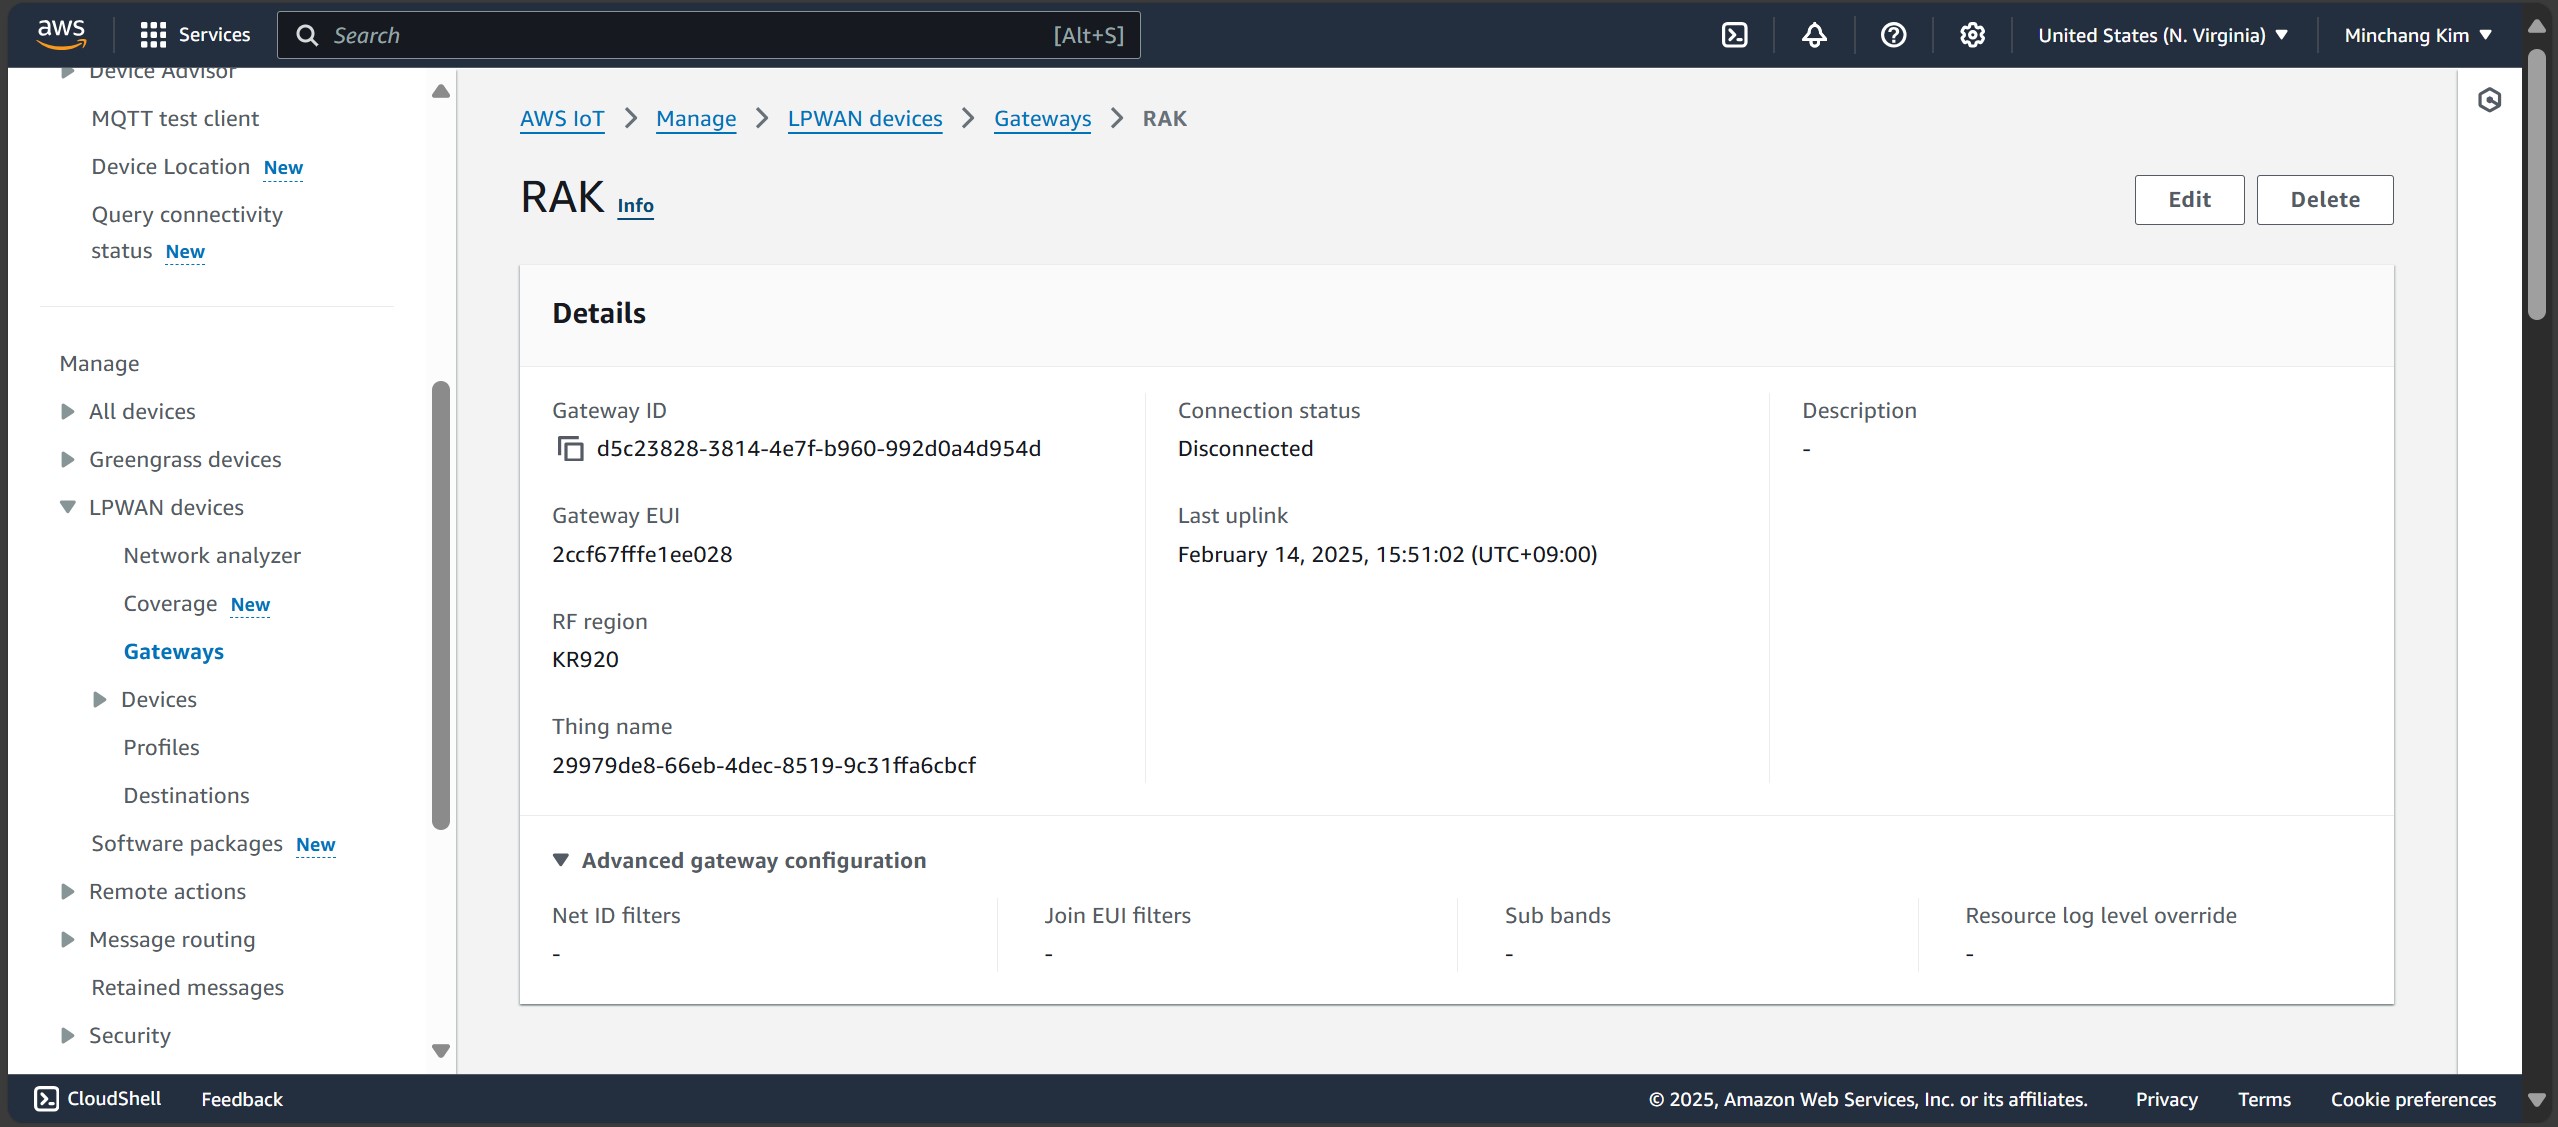 aws
Services
Search
[Alt+S]
United States (N. Virginia)
Minchang Kim
Device Advisor
MQTT test client
Device Location New
Query connectivity
status New
Manage
All devices
Greengrass devices
LPWAN devices
Network analyzer
Coverage New
Gateways
Devices
Profiles
Destinations
Software packages New
Remote actions
Message routing
Retained messages
Security
AWS IoT > Manage > LPWAN devices > Gateways > RAK
RAK Info
Edit
Delete
Details
Gateway ID
d5c23828-3814-4e7f-b960-992d0a4d954d
Gateway EUI
2ccf67fffe1ee028
RF region
KR920
Thing name
29979de8-66eb-4dec-8519-9c31ffa6cbcf
Connection status
Disconnected
Last uplink
February 14, 2025, 15:51:02 (UTC+09:00)
Description
-
Advanced gateway configuration
Net ID filters
-
Join EUI filters
-
Sub bands
-
Resource log level override
-
CloudShell
Feedback
© 2025, Amazon Web Services, Inc. or its affiliates.
Privacy
Terms
Cookie preferences